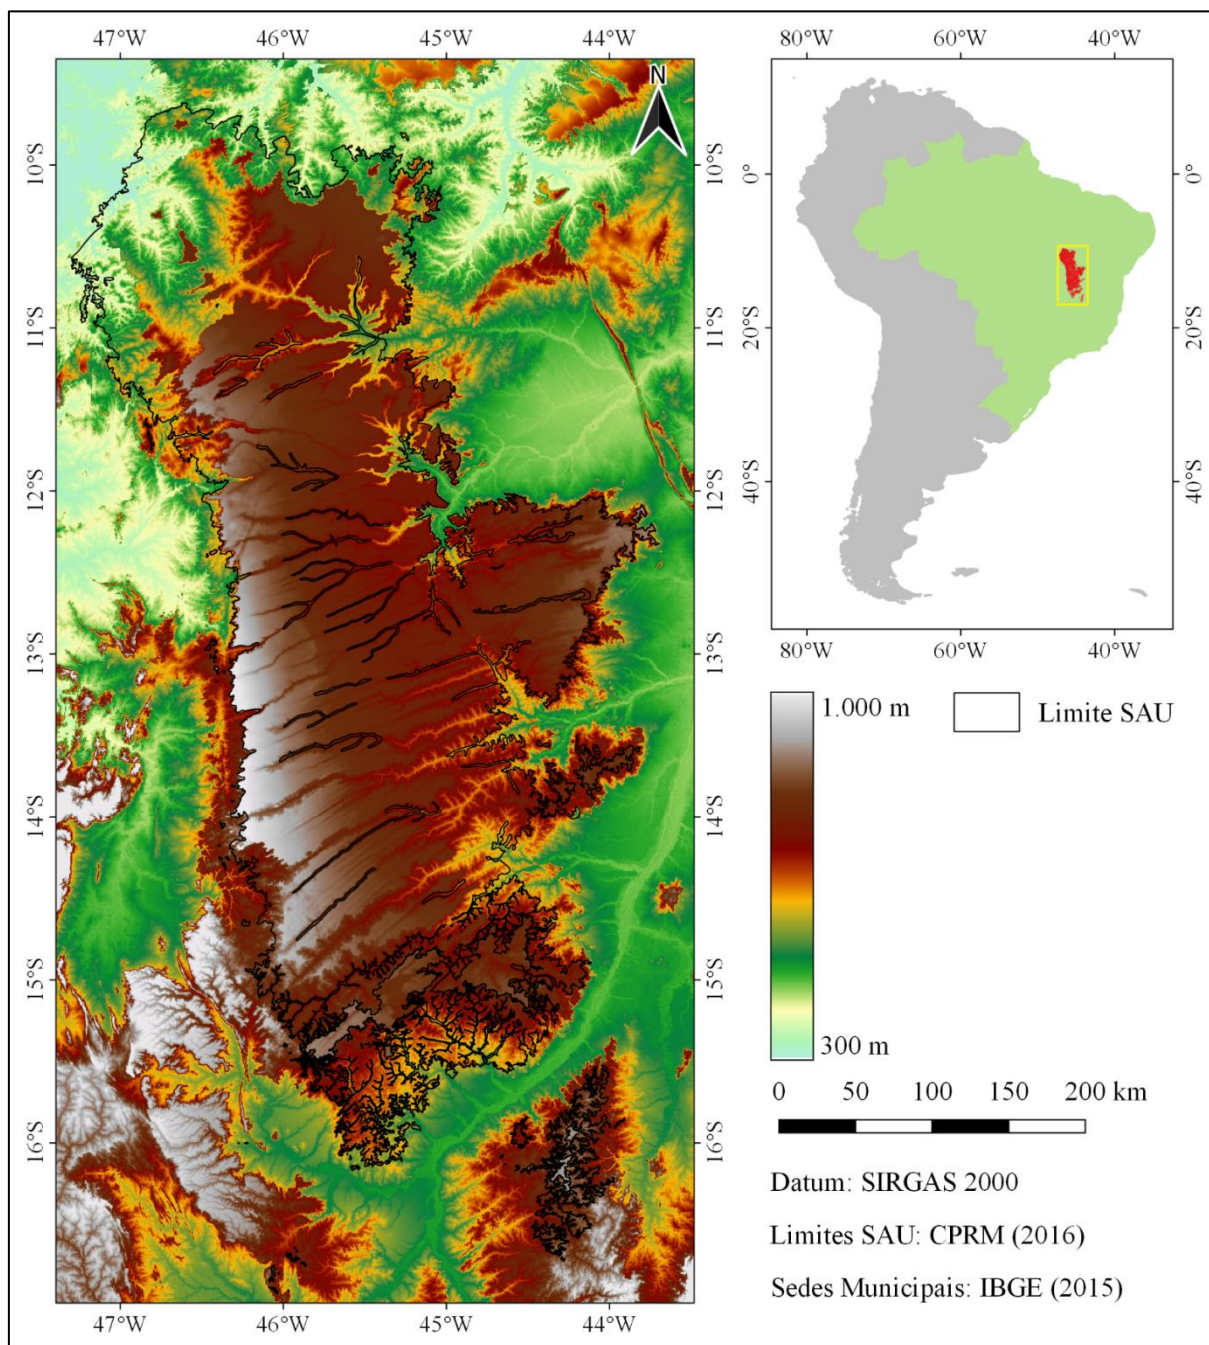 47°W 46°W 45°W 44°W
80°W 60°W 40°W
N
10°S 10°S
11°S 11°S
12°S 12°S
13°S 13°S
14°S 14°S
15°S 15°S
16°S 16°S
47°W 46°W 45°W 44°W
0° 0°
20°S 20°S
40°S 40°S
80°W 60°W 40°W
1.000 m
Limite SAU
300 m
0 50 100 150 200 km
Datum: SIRGAS 2000
Limites SAU: CPRM (2016)
Sedes Municipais: IBGE (2015)